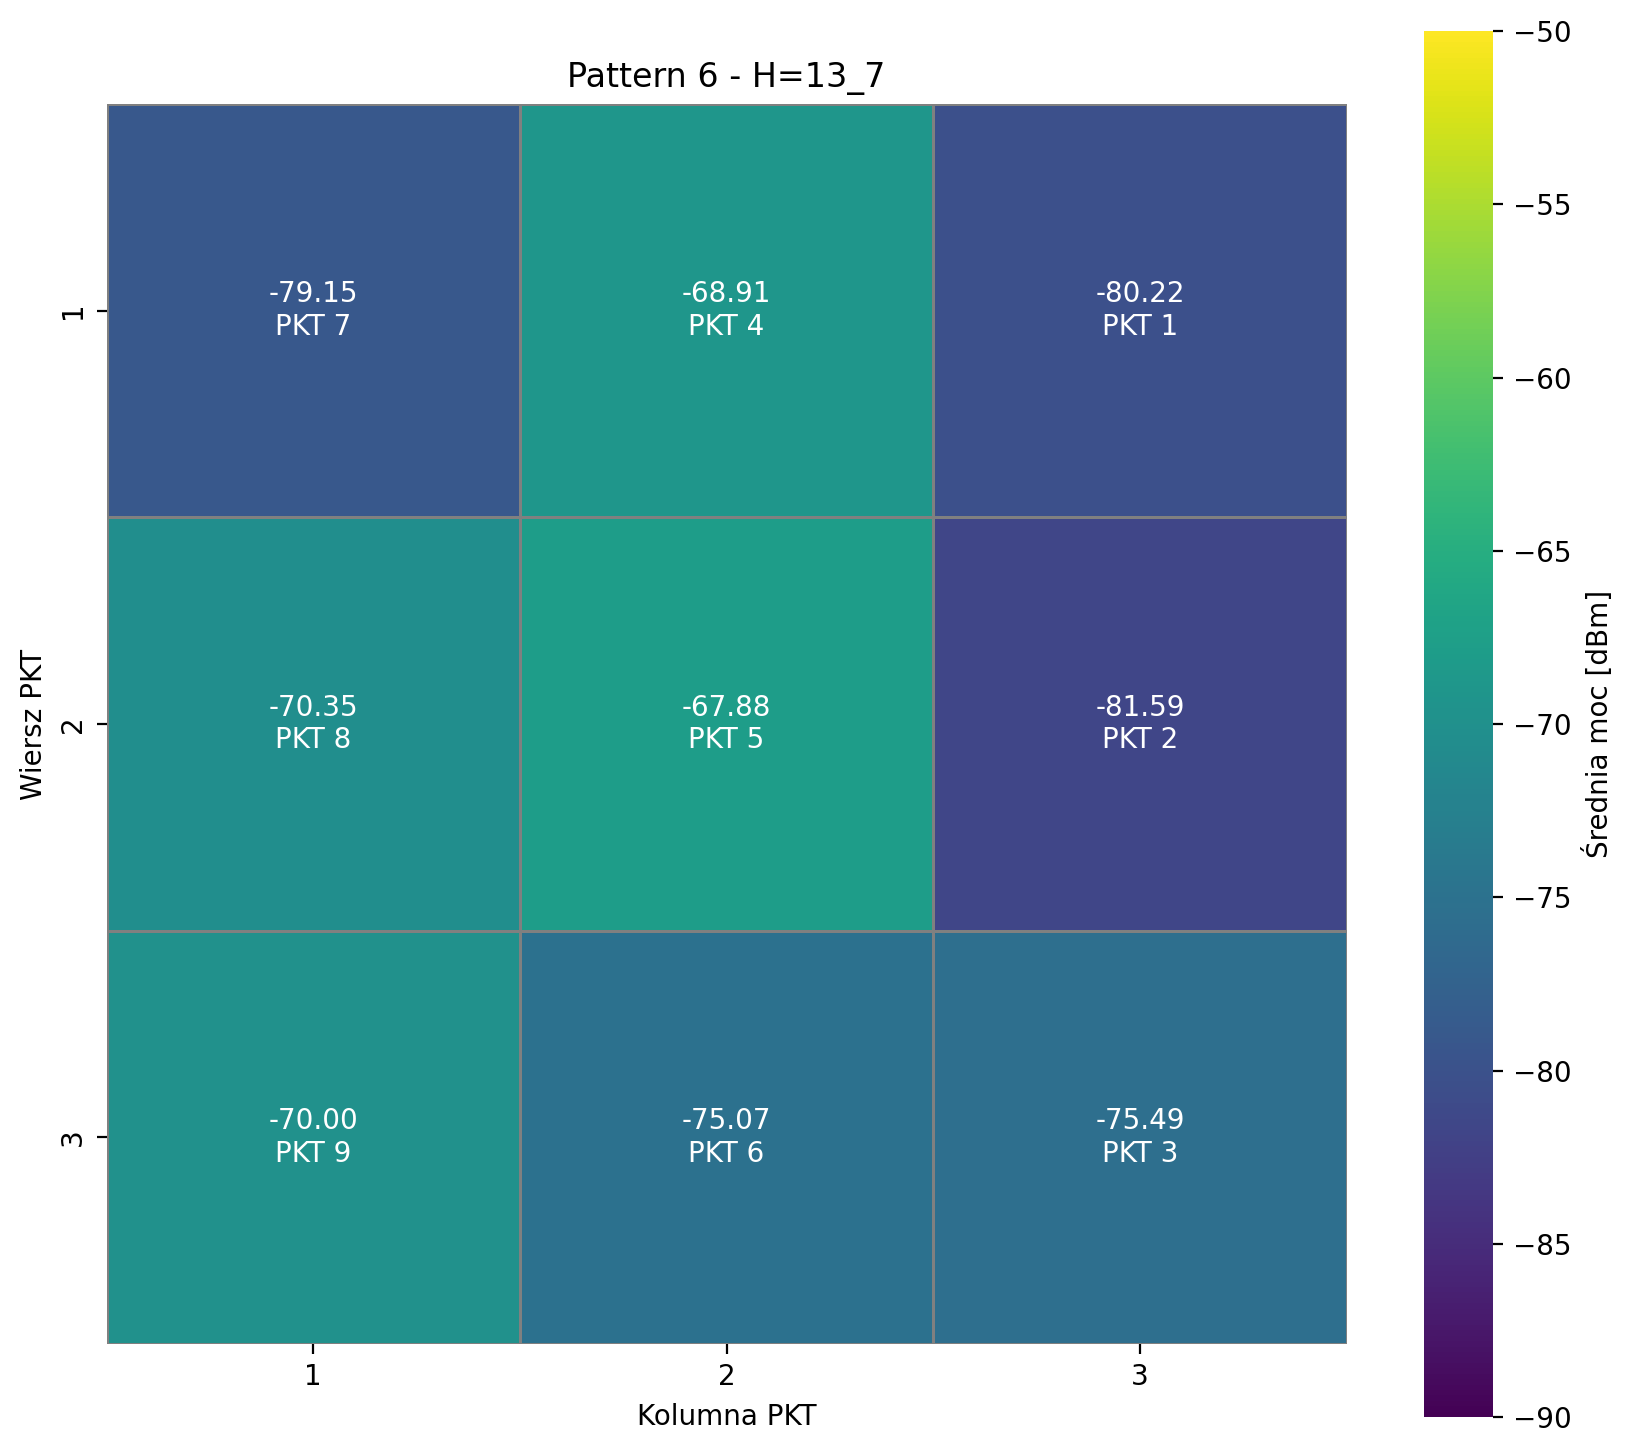 Pattern 6 - H=13_7
-79.15
PKT 7
-68.91
PKT 4
-80.22
PKT 1
-70.35
PKT 8
-67.88
PKT 5
-81.59
PKT 2
-70.00
PKT 9
-75.07
PKT 6
-75.49
PKT 3
1
2
3
Wiersz PKT
1
2
3
Kolumna PKT
−50
−55
−60
−65
−70
−75
−80
−85
−90
Średnia moc [dBm]